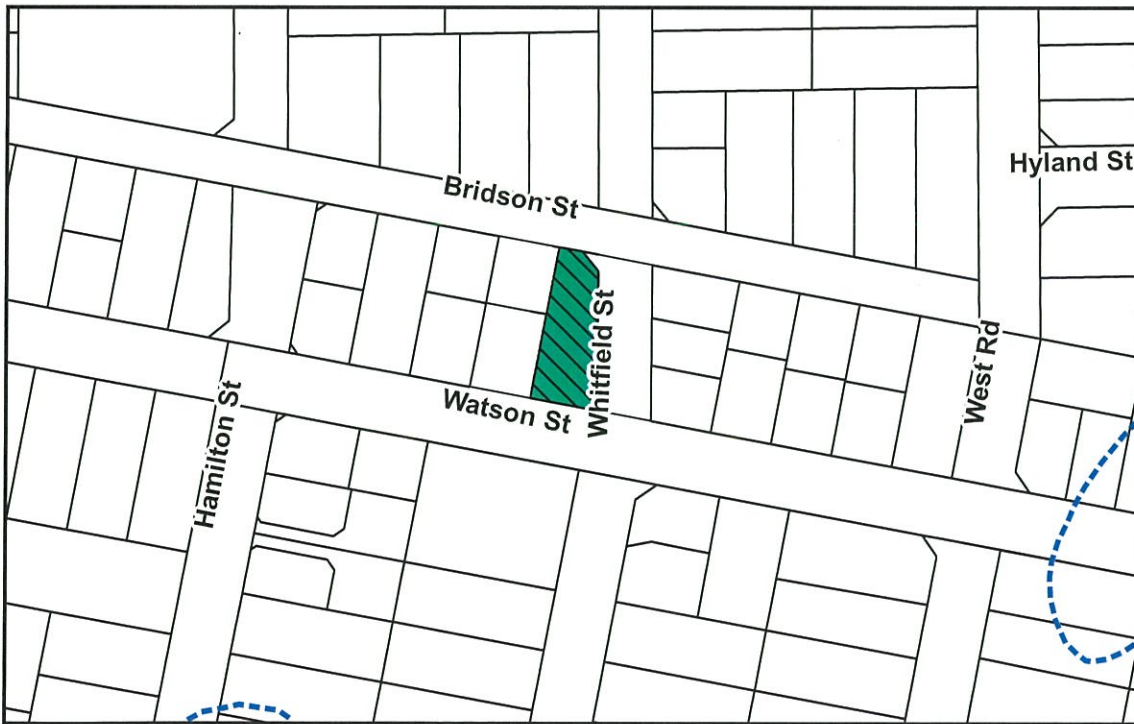 Hyland St
Bridson St
Whitfield St
West Rd
Watson St
Hamilton St